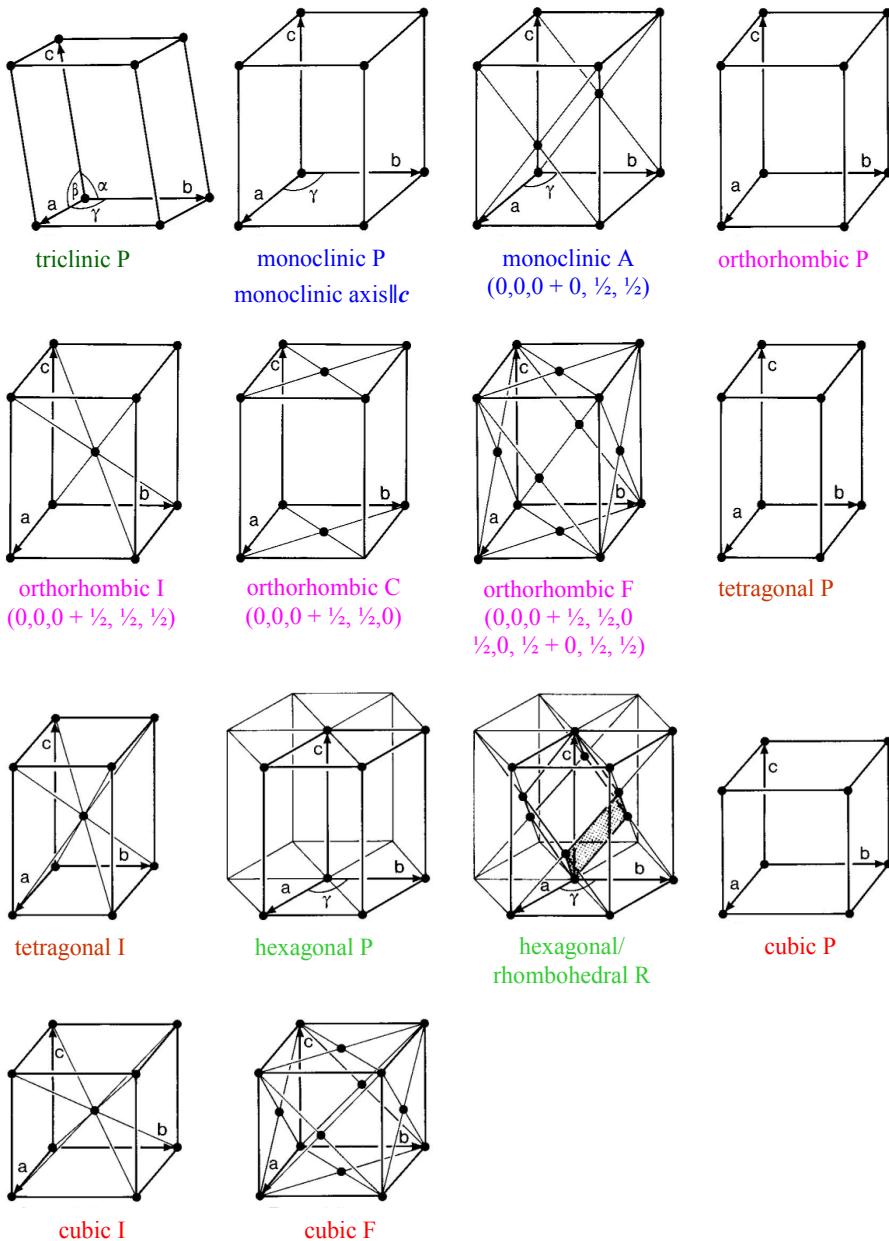 c
β
α
a
γ
b
triclinic P
c
a
γ
b
monoclinic P
monoclinic axis‖c
c
a
γ
b
monoclinic A
(0,0,0 + 0, ½, ½)
c
a
b
orthorhombic P
c
a
b
orthorhombic I
(0,0,0 + ½, ½, ½)
c
a
b
orthorhombic C
(0,0,0 + ½, ½,0)
c
a
b
orthorhombic F
(0,0,0 + ½, ½,0
½,0, ½ + 0, ½, ½)
c
a
b
tetragonal P
c
a
b
tetragonal I
c
a
γ
b
hexagonal P
c
a
γ
b
hexagonal/
rhombohedral R
c
a
b
cubic P
c
a
b
cubic I
c
a
b
cubic F